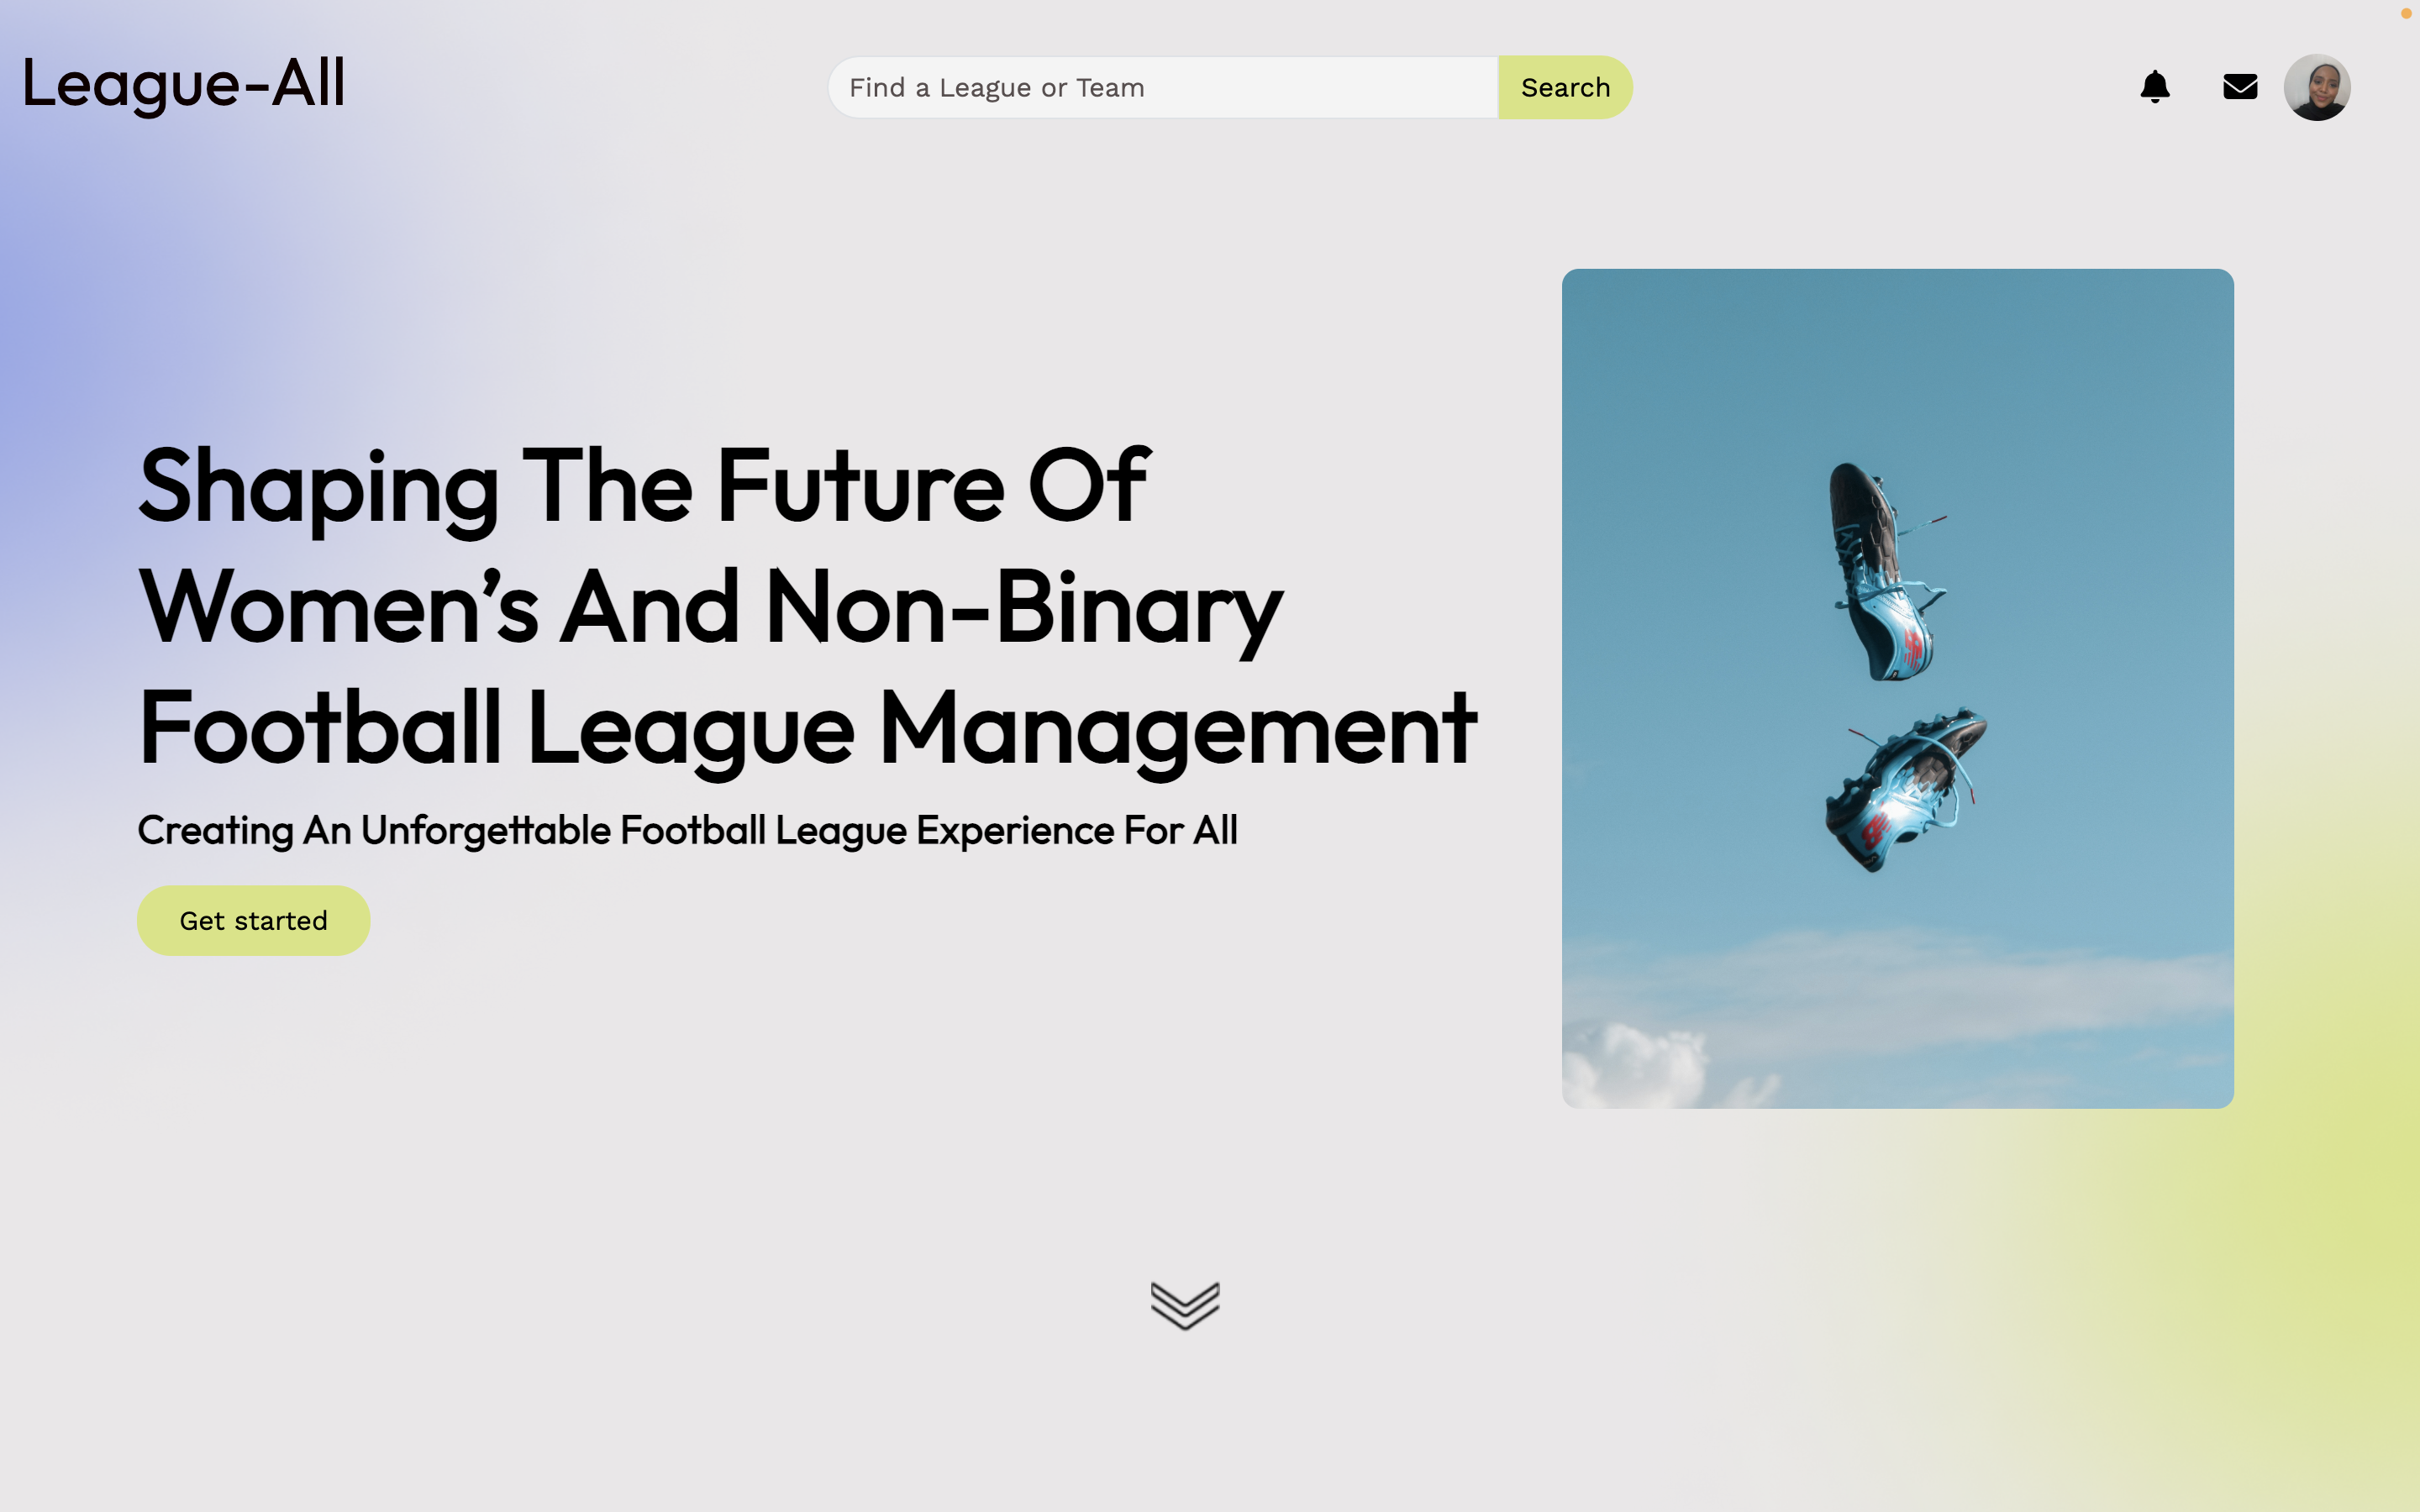 League-All
Find a League or Team
Search
Shaping The Future Of
Women’s And Non-Binary
Football League Management
Creating An Unforgettable Football League Experience For All
Get started